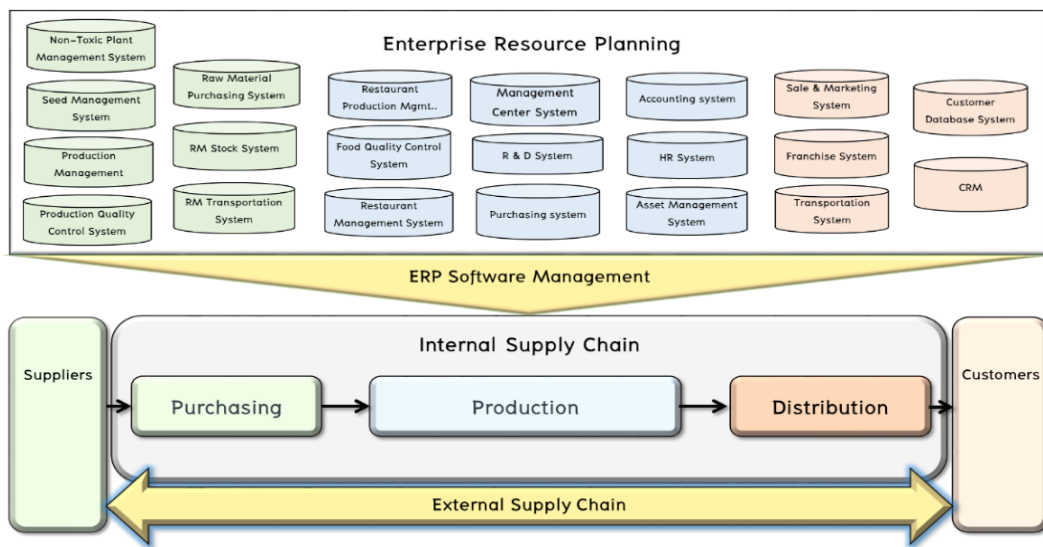 Enterprise Resource Planning
Non-Toxic Plant
Management System
Seed Management
System
Production
Management
Production Quality
Control System
Raw Material
Purchasing System
RM Stock System
RM Transportation
System
Restaurant
Production Mgmt..
Food Quality Control
System
Restaurant
Management System
Management
Center System
R & D System
Purchasing system
Accounting system
HR System
Asset Management
System
Sale & Marketing
System
Franchise System
Transportation
System
Customer
Database System
CRM
ERP Software Management
Suppliers
Internal Supply Chain
Purchasing
Production
Distribution
Customers
External Supply Chain